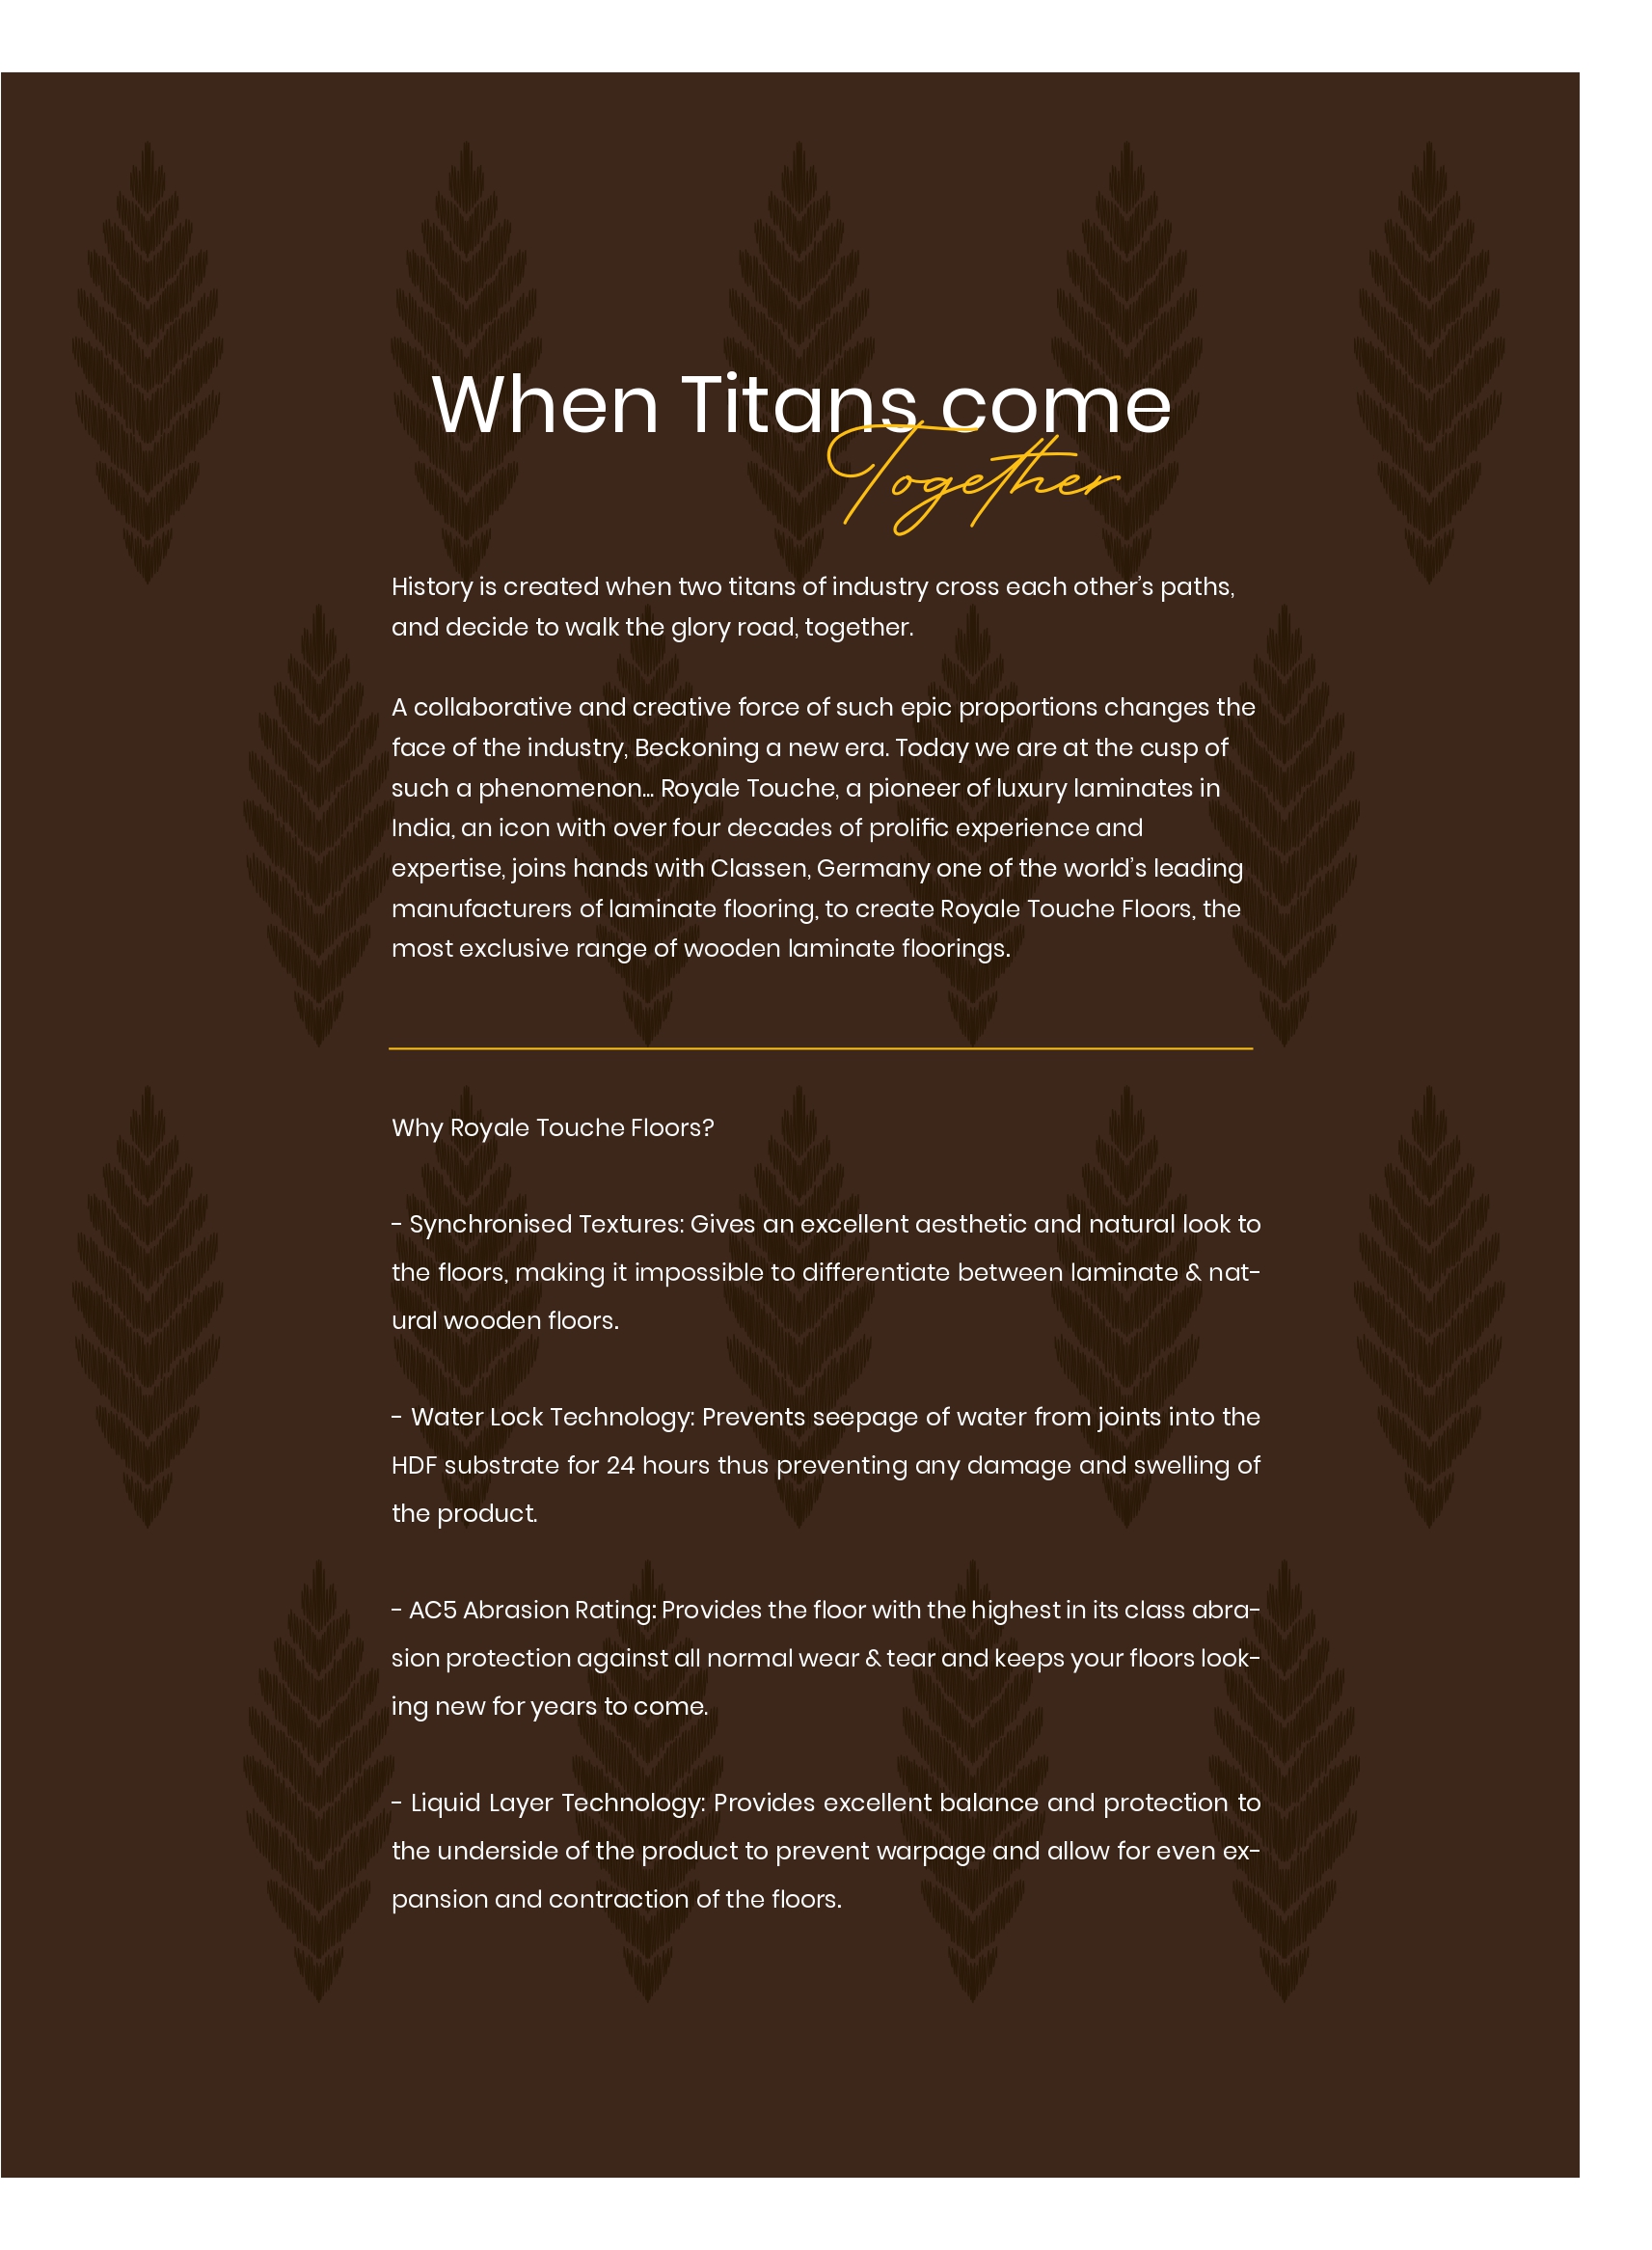 When Titans come
Together
History is created when two titans of industry cross each other’s paths,
and decide to walk the glory road, together.
A collaborative and creative force of such epic proportions changes the
face of the industry, Beckoning a new era. Today we are at the cusp of
such a phenomenon... Royale Touche, a pioneer of luxury laminates in
India, an icon with over four decades of prolific experience and
expertise, joins hands with Classen, Germany one of the world’s leading
manufacturers of laminate flooring, to create Royale Touche Floors, the
most exclusive range of wooden laminate floorings.
Why Royale Touche Floors?
- Synchronised Textures: Gives an excellent aesthetic and natural look to
the floors, making it impossible to differentiate between laminate & nat-
ural wooden floors.
- Water Lock Technology: Prevents seepage of water from joints into the
HDF substrate for 24 hours thus preventing any damage and swelling of
the product.
- AC5 Abrasion Rating: Provides the floor with the highest in its class abra-
sion protection against all normal wear & tear and keeps your floors look-
ing new for years to come.
- Liquid Layer Technology: Provides excellent balance and protection to
the underside of the product to prevent warpage and allow for even ex-
pansion and contraction of the floors.